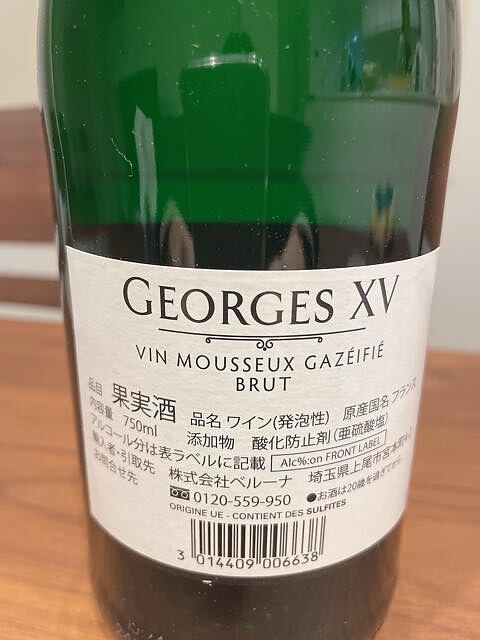 GEORGES XV
VIN MOUSSEUX GAZÉIFIÉ
BRUT
品目 果実酒 品名 ワイン(発泡性) 原産国名 フランス
内容量 750ml 添加物 酸化防止剤(亜硫酸塩)
アルコール分は表ラベルに記載 Alc%:on FRONT LABEL
輸入者・引取先 株式会社ベルーナ 埼玉県上尾市宮本町
お問合せ先 0120-559-950 ●お酒は20歳を過ぎてから
ORIGINE UE - CONTIENT DES SULFITES
3 014409 006638